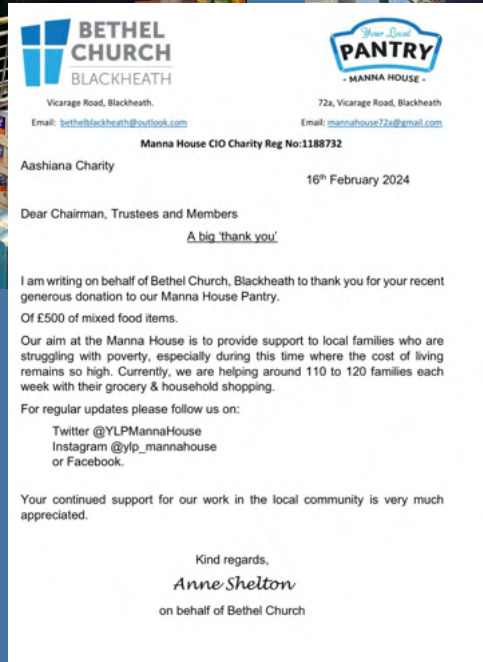 BETHEL
CHURCH
BLACKHEATH
Your Local
PANTRY
· MANNA HOUSE ·
Vicarage Road, Blackheath.
72a, Vicarage Road, Blackheath
Email: bethelblackheath@outlook.com
Email: mannahouse72a@gmail.com
Manna House CIO Charity Reg No:1188732
Aashiana Charity
16th February 2024
Dear Chairman, Trustees and Members
A big 'thank you'
I am writing on behalf of Bethel Church, Blackheath to thank you for your recent
generous donation to our Manna House Pantry.
Of £500 of mixed food items.
Our aim at the Manna House is to provide support to local families who are
struggling with poverty, especially during this time where the cost of living
remains so high. Currently, we are helping around 110 to 120 families each
week with their grocery & household shopping.
For regular updates please follow us on:
Twitter @YLPMannaHouse
Instagram @ylp_mannahouse
or Facebook.
Your continued support for our work in the local community is very much
appreciated.
Kind regards,
Anne Shelton
on behalf of Bethel Church